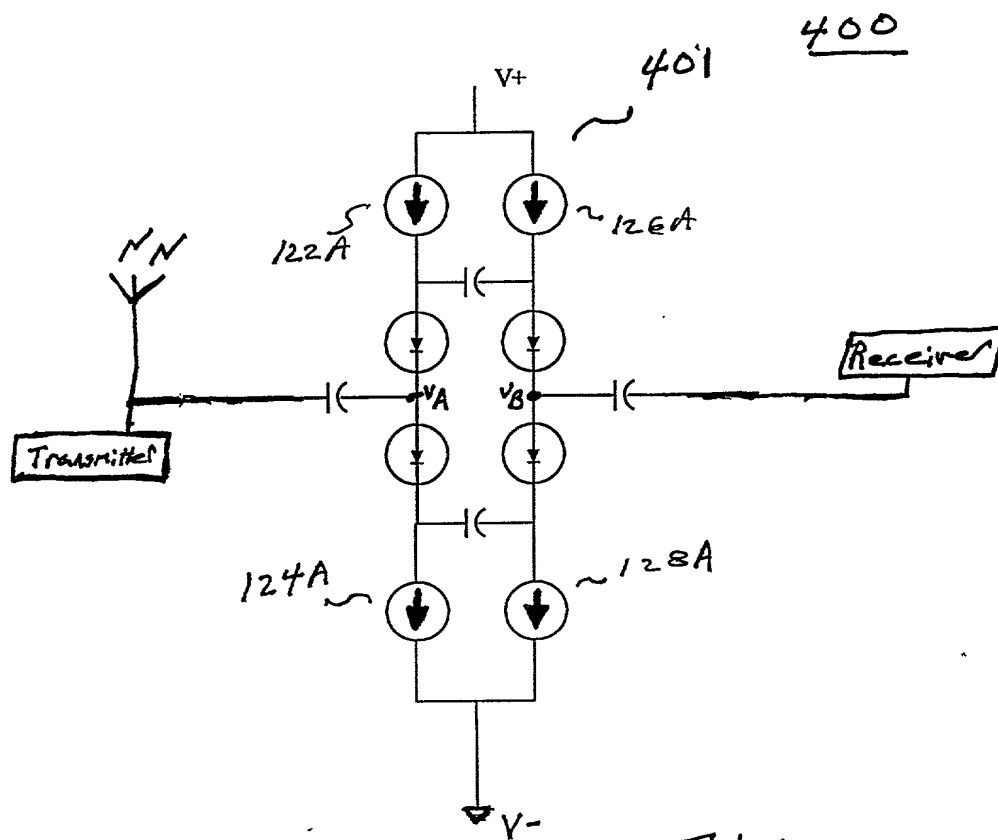 400
401
V+
122A
126A
Receiver
VA
VB
Transmitter
124A
128A
V-